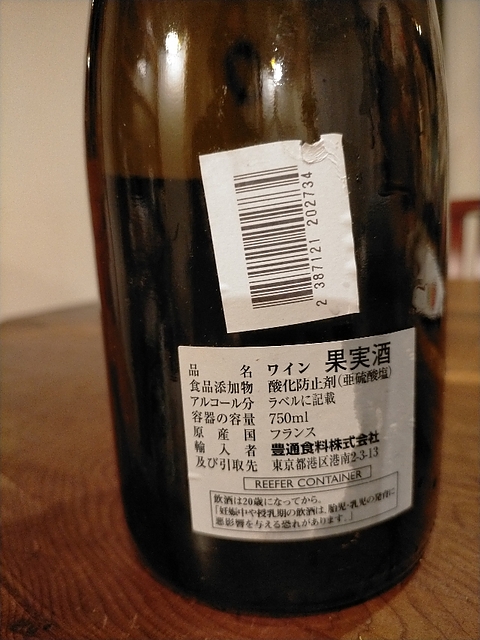 2 387121 202734
品名 ワイン 果実酒
食品添加物 酸化防止剤(亜硫酸塩)
アルコール分 ラベルに記載
容器の容量 750ml
原産国 フランス
輸入者 豊通食料株式会社
及び引取先 東京都港区港南2-3-13
REEFER CONTAINER
飲酒は20歳になってから。
「妊娠中や授乳期の飲酒は、胎児・乳児の発育に
悪影響を与える恐れがあります。」